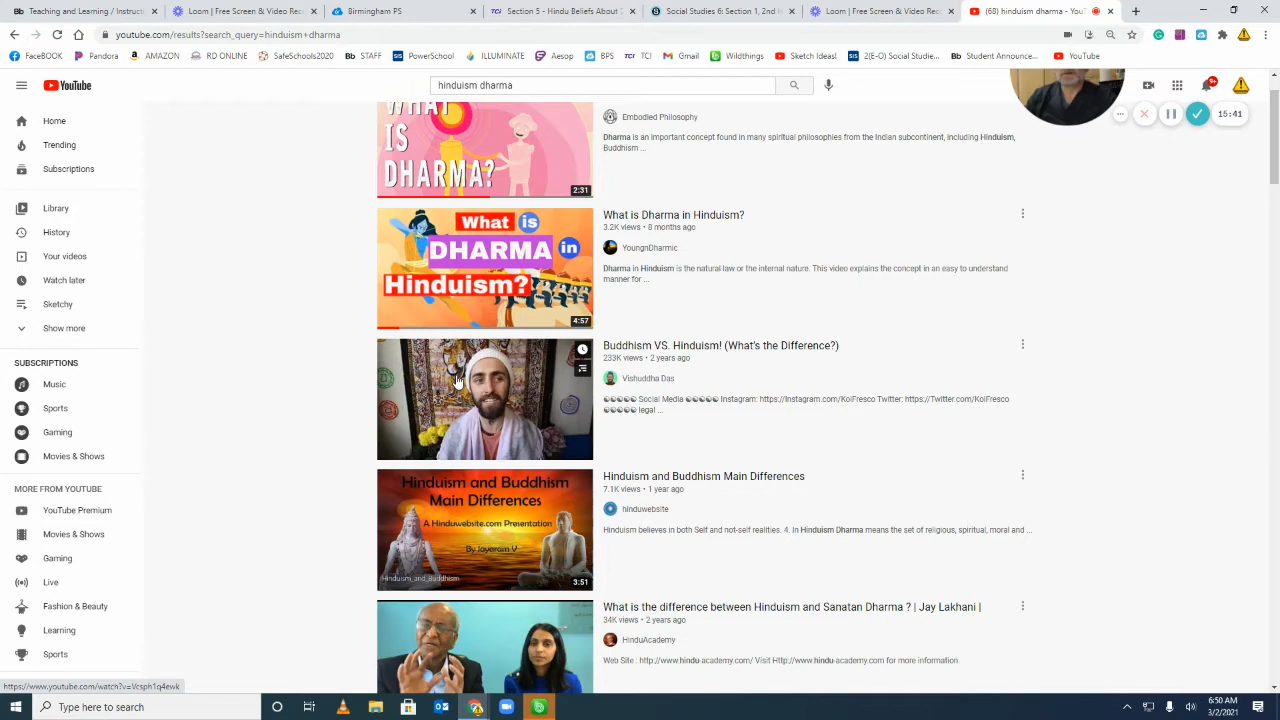 Bb Teaching & Learning / Instruct
Loom | Free Screen & Video Rec
Birmingham PS
TCi Section 5 - Hindu Beliefs About D
S Social Studies 6: Section 1, 2nd H
Loom | Free Screen & Video Rec
(68) hinduism dharma - YouT
youtube.com/results?search_query=hinduism+dharma
FaceBOOK
Pandora
AMAZON
RD ONLINE
SafeSchools2020
Bb STAFF
sis PowerSchool
ILLUMINATE
Aesop
BPS
TCi TCI
Gmail
Wildthings
Screencast Music!
sis 2(E-O) Social Studie...
Bb Student Announce...
YouTube
YouTube
hinduism dharma
9+
15:41
Home
Trending
Subscriptions
Library
History
Your videos
Watch later
Sketchy
Show more
SUBSCRIPTIONS
Music
Sports
Gaming
Movies & Shows
MORE FROM YOUTUBE
YouTube Premium
Movies & Shows
Gaming
Live
Fashion & Beauty
Learning
Sports
WHAT
IS
DHARMA?
2:31
Embodied Philosophy
Dharma is an important concept found in many spiritual philosophies from the Indian subcontinent, including Hinduism,
Buddhism ...
What is
DHARMA in
Hinduism?
4:57
What is Dharma in Hinduism?
3.2K views • 8 months ago
YoungnDharmic
Dharma in Hinduism is the natural law or the internal nature. This video explains the concept in an easy to understand
manner for ...
Buddhism VS. Hinduism! (What's the Difference?)
233K views • 2 years ago
Vishuddha Das
☯☯☯☯☯ Social Media ☯☯☯☯☯ Instagram: https://Instagram.com/KoiFresco Twitter: https://Twitter.com/KoiFresco
☯☯☯☯☯ legal ...
Hinduism and Buddhism
Main Differences
A Hinduwebsite.com Presentation
By Jayaram V
Hinduism_and_Buddhism
3:51
Hinduism and Buddhism Main Differences
7.1K views • 1 year ago
hinduwebsite
Hinduism believes in both Self and not-self realities. 4. In Hinduism Dharma means the set of religious, spiritual, moral and ...
What is the difference between Hinduism and Sanatan Dharma ? | Jay Lakhani |
34K views • 2 years ago
HinduAcademy
Web Site : http://www.hindu-academy.com/ Visit Http://www.hindu-academy.com for more information.
https://www.youtube.com/watch?v=Vcsph1q4ewk
Type here to search
6:50 AM
3/2/2021